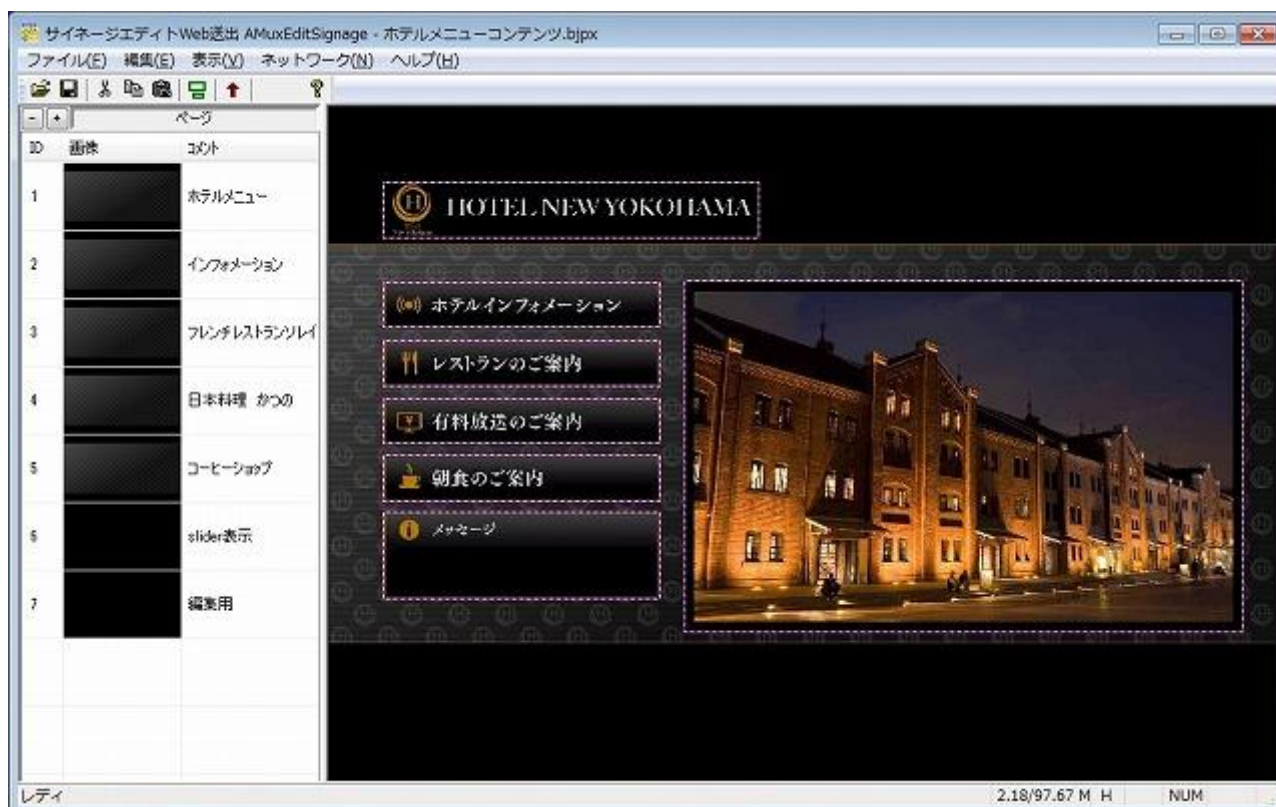 サイネージエディトWeb送出 AMuxEditSignage - ホテルメニューコンテンツ.bjpx
ファイル(F) 編集(E) 表示(V) ネットワーク(N) ヘルプ(H)
- + ページ
ID 画像 コメント
1 ホテルメニュー
2 インフォメーション
3 フレンチレストランソレイ
4 日本料理 かつの
5 コーヒーショップ
6 slider表示
7 編集用
H HOTEL NEW YOKOHAMA
ホテルインフォメーション
レストランのご案内
¥ 有料放送のご案内
朝食のご案内
i メッセージ
レディ 2.18/97.67 M H NUM